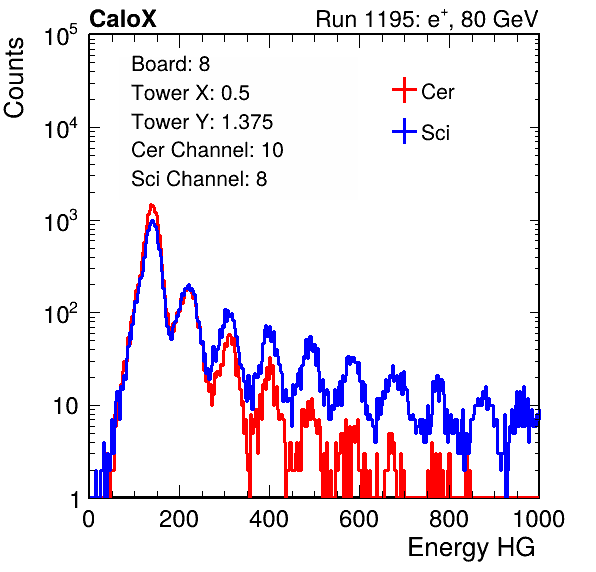 CaloX Run 1195: e⁺, 80 GeV
Board: 8
Tower X: 0.5
Tower Y: 1.375
Cer Channel: 10
Sci Channel: 8
Cer
Sci
Counts
10⁵
10⁴
10³
10²
10
1
0 200 400 600 800 1000
Energy HG